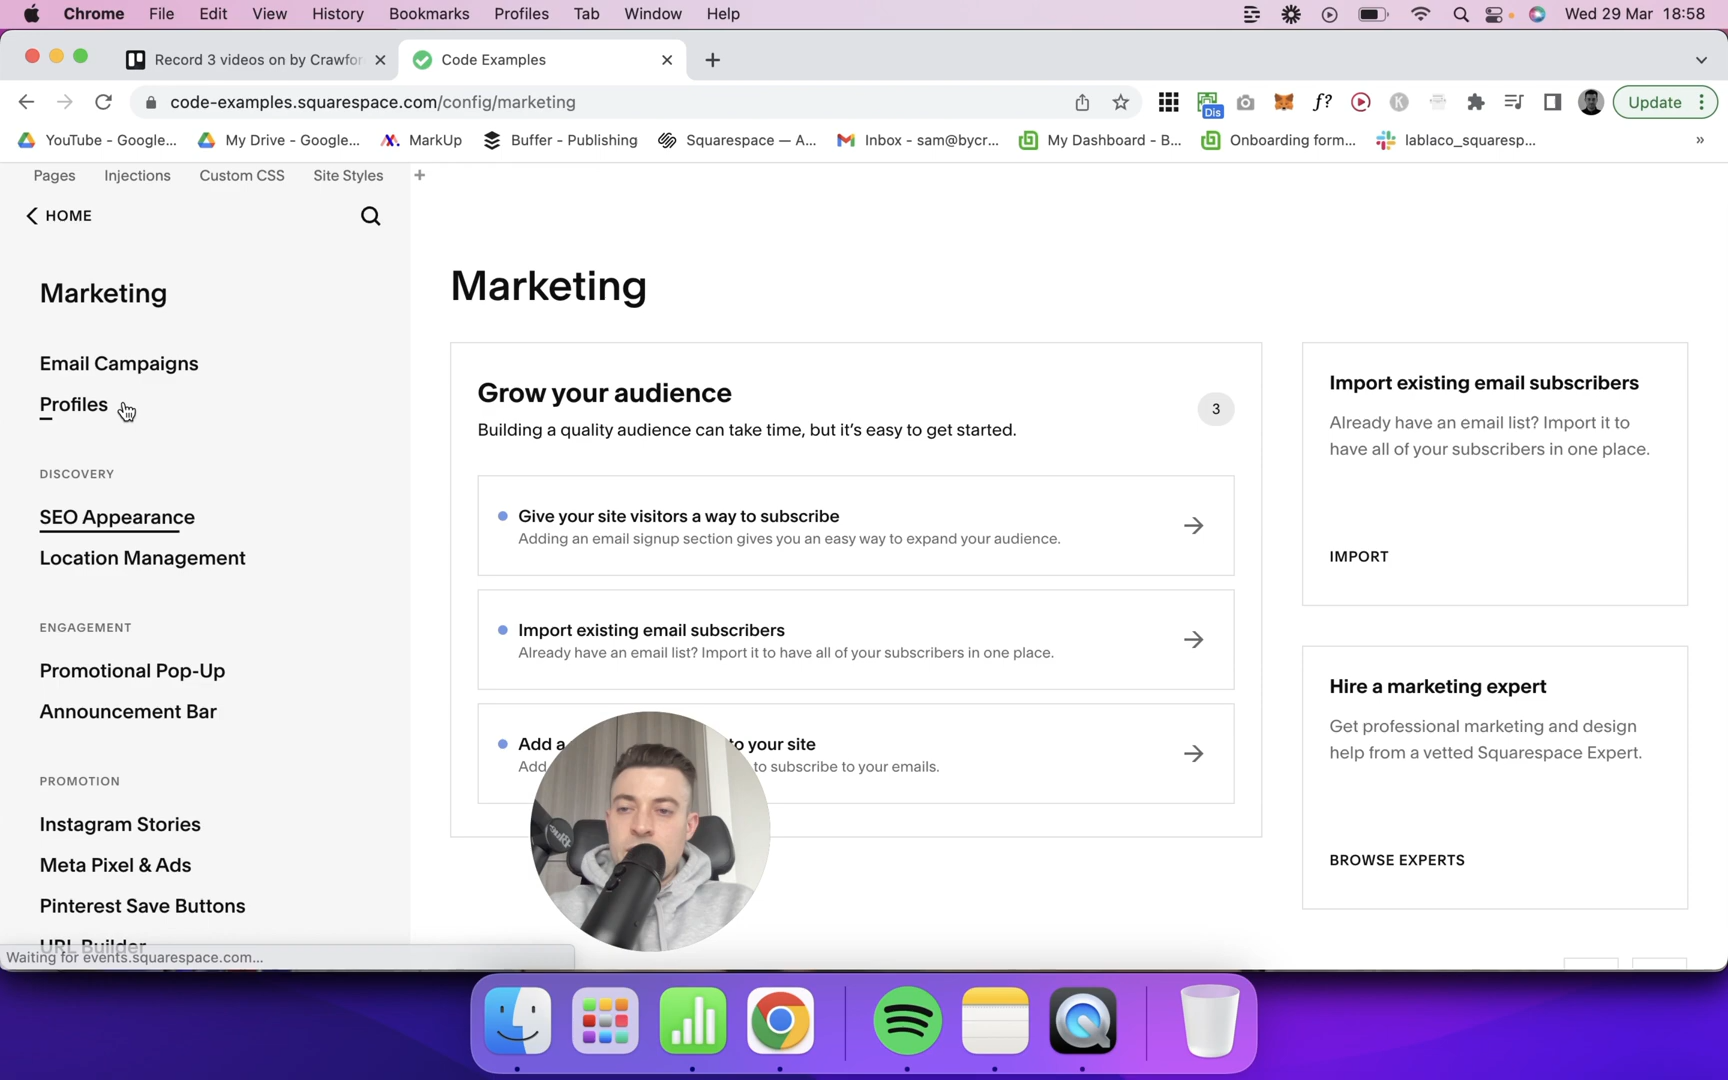 Chrome File Edit View History Bookmarks Profiles Tab Window Help Wed 29 Mar 18:58
Record 3 videos on by Crawfor Code Examples
code-examples.squarespace.com/config/marketing f? Dis K Update
YouTube - Google... My Drive - Google... MarkUp Buffer - Publishing Squarespace — A... Inbox - sam@bycr... My Dashboard - B... Onboarding form... lablaco_squaresp... »
Pages Injections Custom CSS Site Styles +
HOME
Marketing
Email Campaigns
Profiles
DISCOVERY
SEO Appearance
Location Management
ENGAGEMENT
Promotional Pop-Up
Announcement Bar
PROMOTION
Instagram Stories
Meta Pixel & Ads
Pinterest Save Buttons
URL Builder
Waiting for events.squarespace.com...
Marketing
Grow your audience
Building a quality audience can take time, but it's easy to get started.
3
Give your site visitors a way to subscribe
Adding an email signup section gives you an easy way to expand your audience.
Import existing email subscribers
Already have an email list? Import it to have all of your subscribers in one place.
Add a to your site
Add to subscribe to your emails.
Import existing email subscribers
Already have an email list? Import it to
have all of your subscribers in one place.
IMPORT
Hire a marketing expert
Get professional marketing and design
help from a vetted Squarespace Expert.
BROWSE EXPERTS